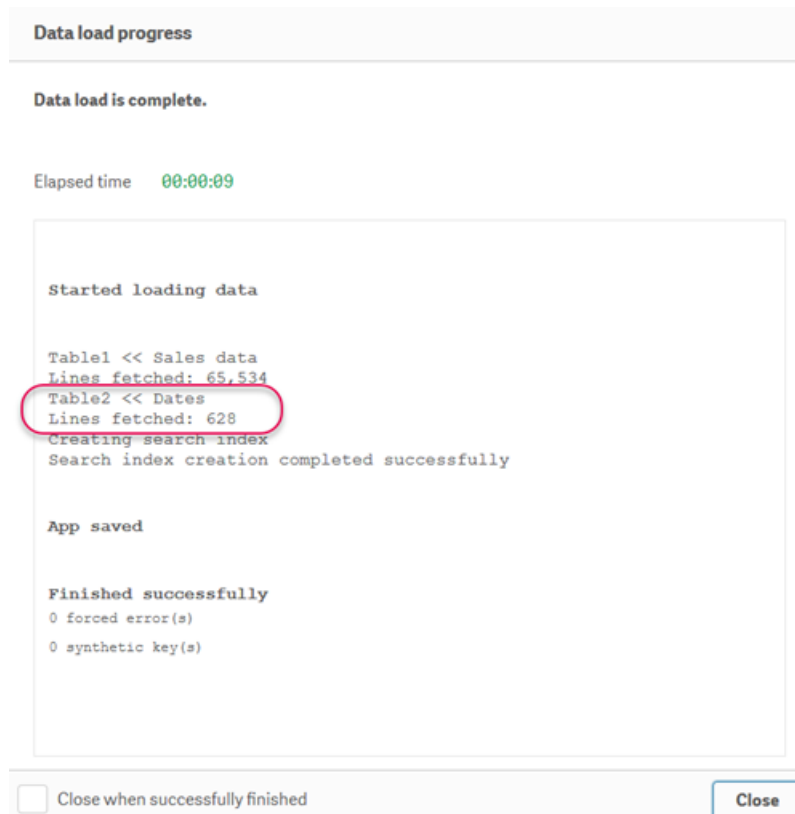 Data load progress
Data load is complete.
Elapsed time 00:00:09
Started loading data
Table1 << Sales data
Lines fetched: 65,534
Table2 << Dates
Lines fetched: 628
Creating search index
Search index creation completed successfully
App saved
Finished successfully
0 forced error(s)
0 synthetic key(s)
Close when successfully finished
Close